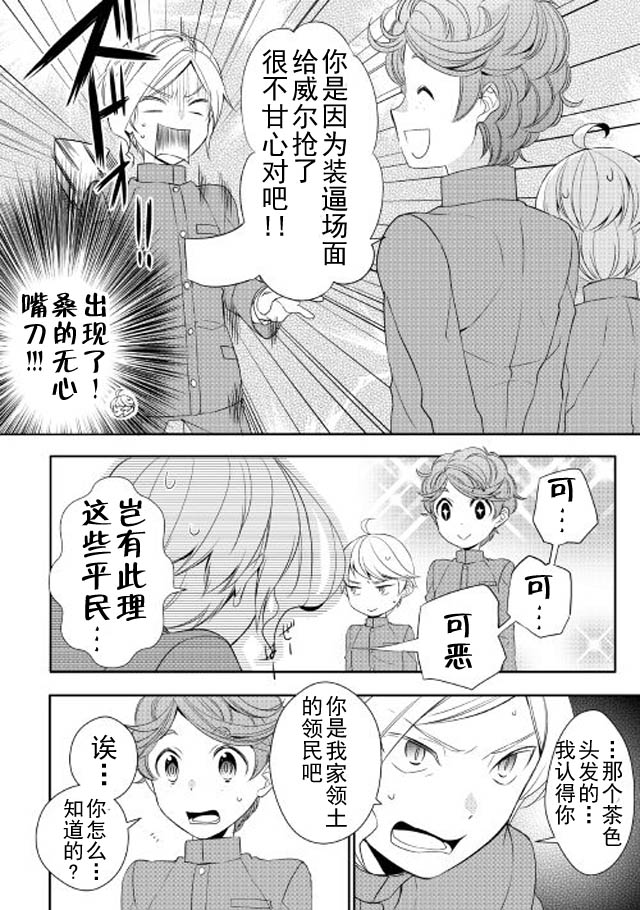 你是因为装逼场面
给威尔抢了
很不甘心对吧!!
出现了！
桑的无心
嘴刀!!!
可…
可…
可恶
岂有此理
这些平民…
…那个茶色
头发的…
我认得你
你是我家领土
的领民吧
诶…
你怎么…
知道的?